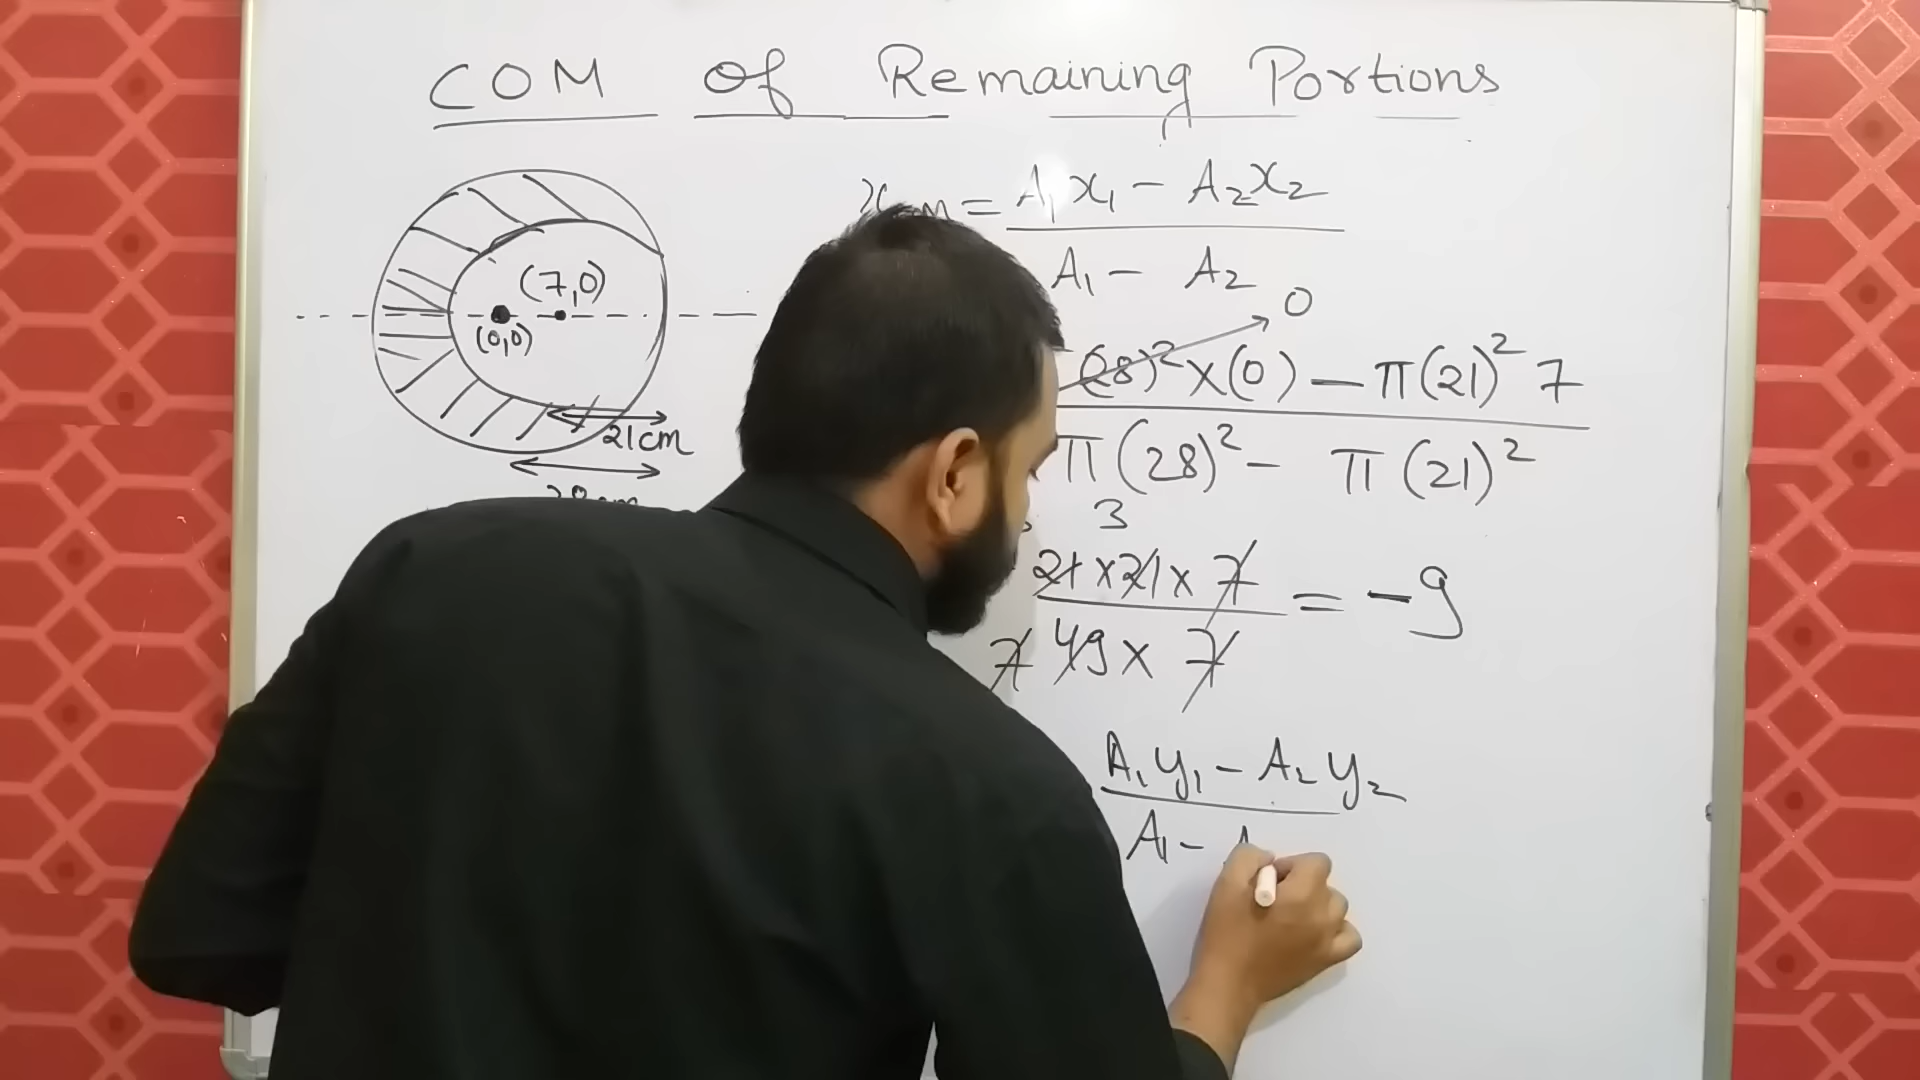 COM Of Remaining Portions
A₁x₁ - A₂x₂
=
A₁ - A₂
0
(7,0)
(0,0)
(28)²×(0) - π(21)² 7
π(28)² - π(21)²
21cm
3
21×21×7
= -9
7 49×7
A₁y₁ - A₂y₂
A₁ -